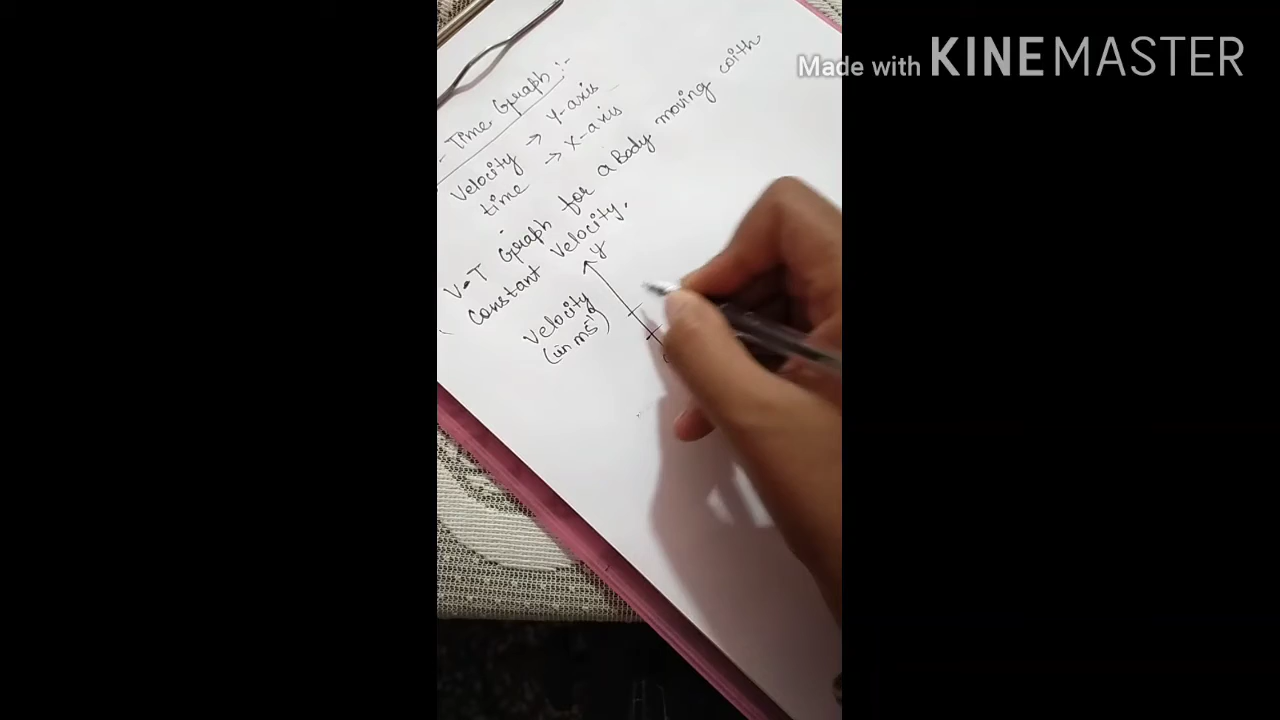 Made with KINEMASTER
- Time Graph :-
Velocity → Y-axis
time → X-axis
V-T Graph for a Body moving with
Constant Velocity.
Y
Velocity
(in ms⁻¹)